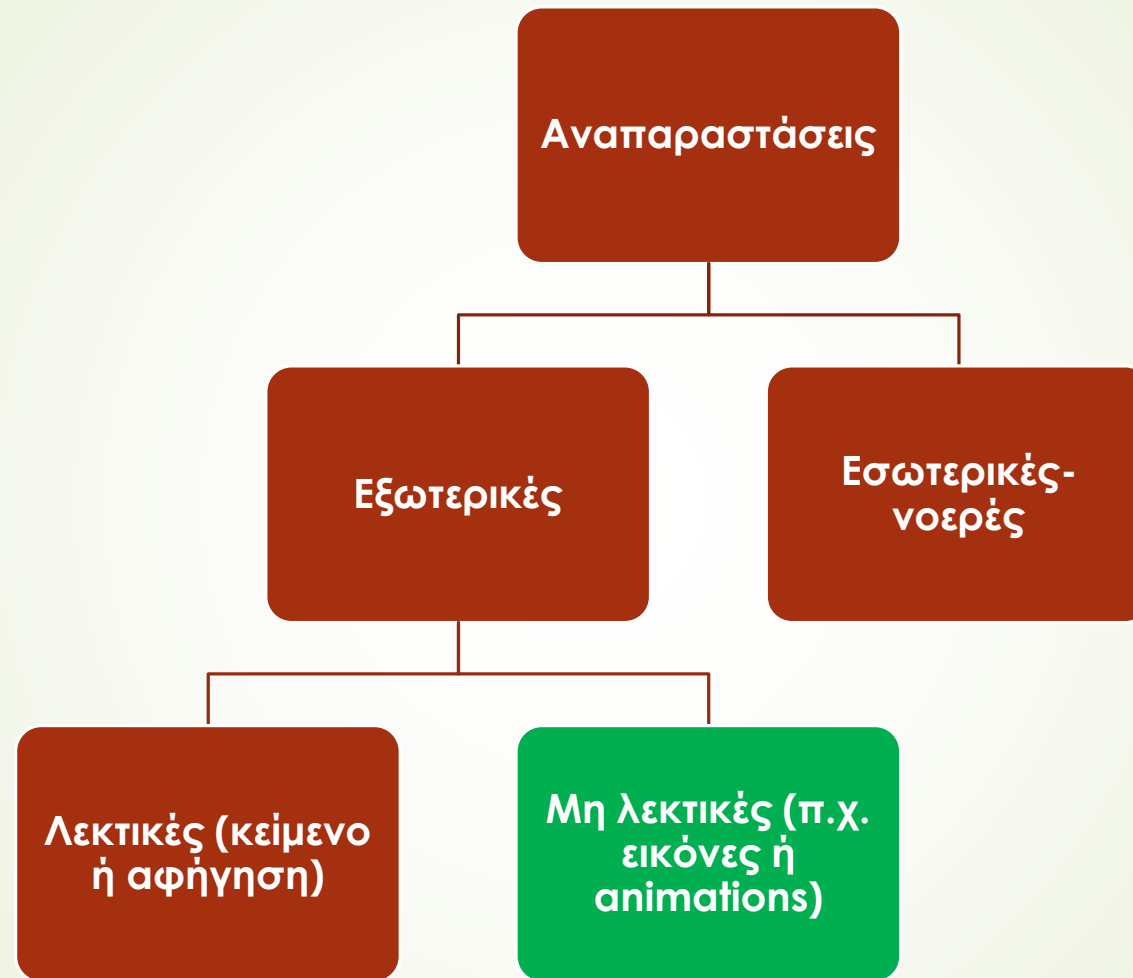 Αναπαραστάσεις
Εξωτερικές
Εσωτερικές-
νοερές
Λεκτικές (κείμενο
ή αφήγηση)
Μη λεκτικές (π.χ.
εικόνες ή
animations)